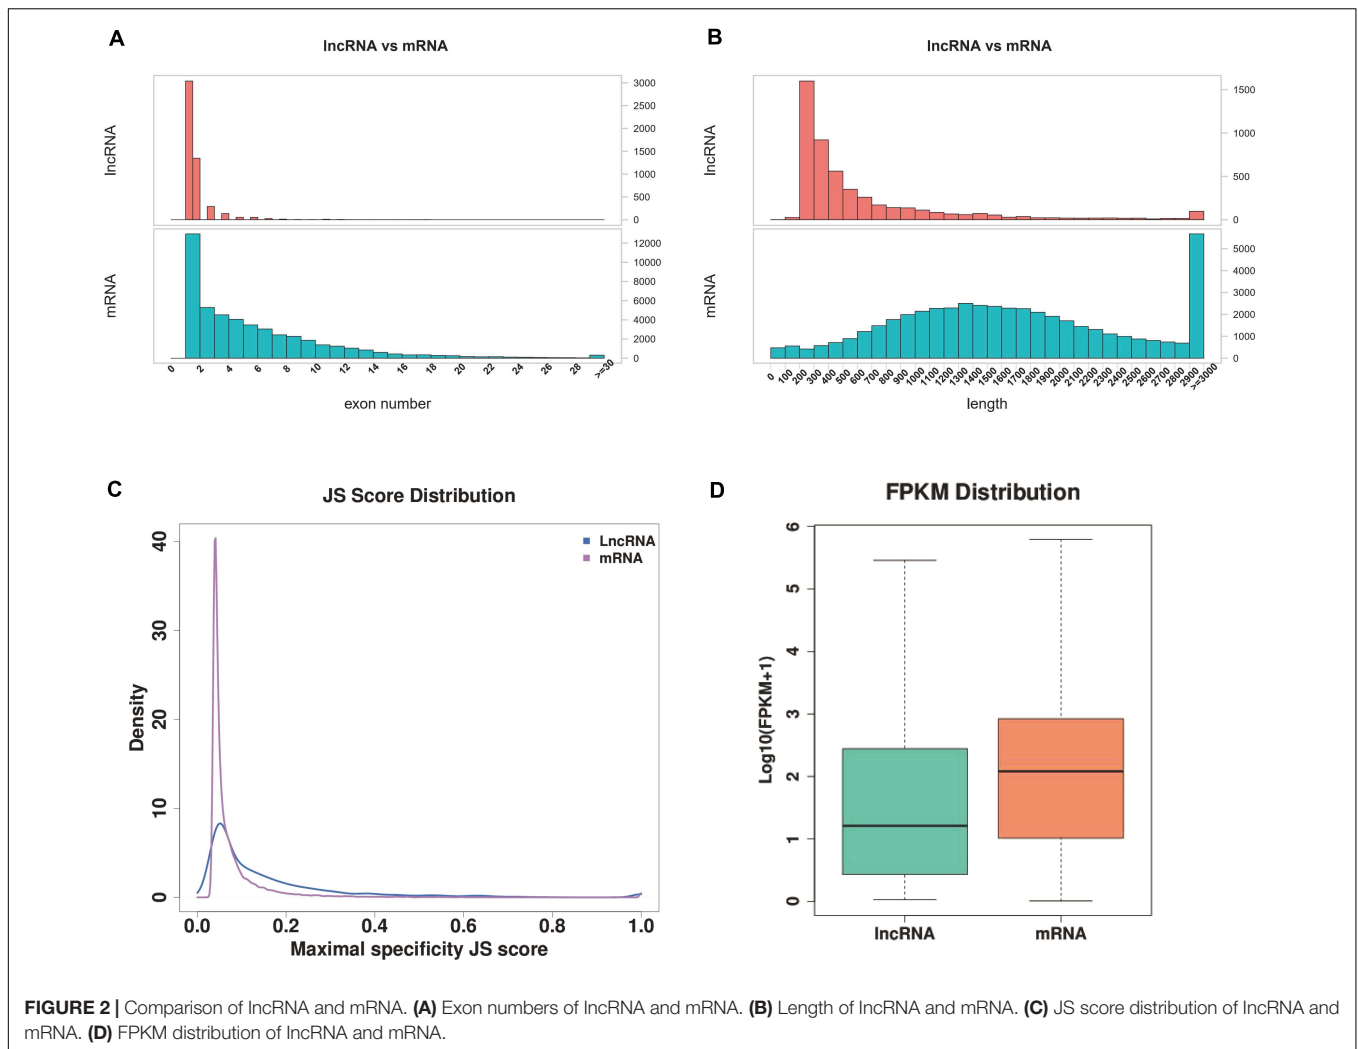 A
lncRNA vs mRNA
lncRNA
3000
2500
2000
1500
1000
500
0
mRNA
12000
10000
8000
6000
4000
2000
0
0 2 4 6 8 10 12 14 16 18 20 22 24 26 28 >=30
exon number
B
lncRNA vs mRNA
lncRNA
1500
1000
500
0
mRNA
5000
4000
3000
2000
1000
0
0 100 200 300 400 500 600 700 800 900 1000 1100 1200 1300 1400 1500 1600 1700 1800 1900 2000 2100 2200 2300 2400 2500 2600 2700 2800 2900 >=3000
length
C
JS Score Distribution
Density
40
30
20
10
0
LncRNA
mRNA
0.0 0.2 0.4 0.6 0.8 1.0
Maximal specificity JS score
D
FPKM Distribution
Log10(FPKM+1)
6
5
4
3
2
1
0
lncRNA mRNA
FIGURE 2 | Comparison of lncRNA and mRNA. (A) Exon numbers of lncRNA and mRNA. (B) Length of lncRNA and mRNA. (C) JS score distribution of lncRNA and
mRNA. (D) FPKM distribution of lncRNA and mRNA.